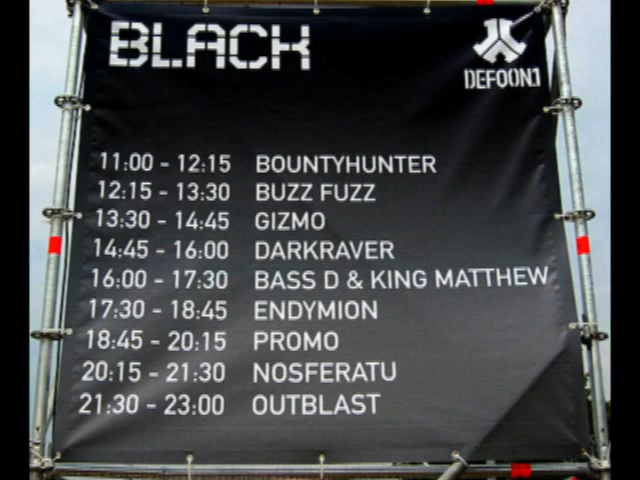 BLACK
DEFQON.1
11:00 - 12:15 BOUNTYHUNTER
12:15 - 13:30 BUZZ FUZZ
13:30 - 14:45 GIZMO
14:45 - 16:00 DARKRAVER
16:00 - 17:30 BASS D & KING MATTHEW
17:30 - 18:45 ENDYMION
18:45 - 20:15 PROMO
20:15 - 21:30 NOSFERATU
21:30 - 23:00 OUTBLAST